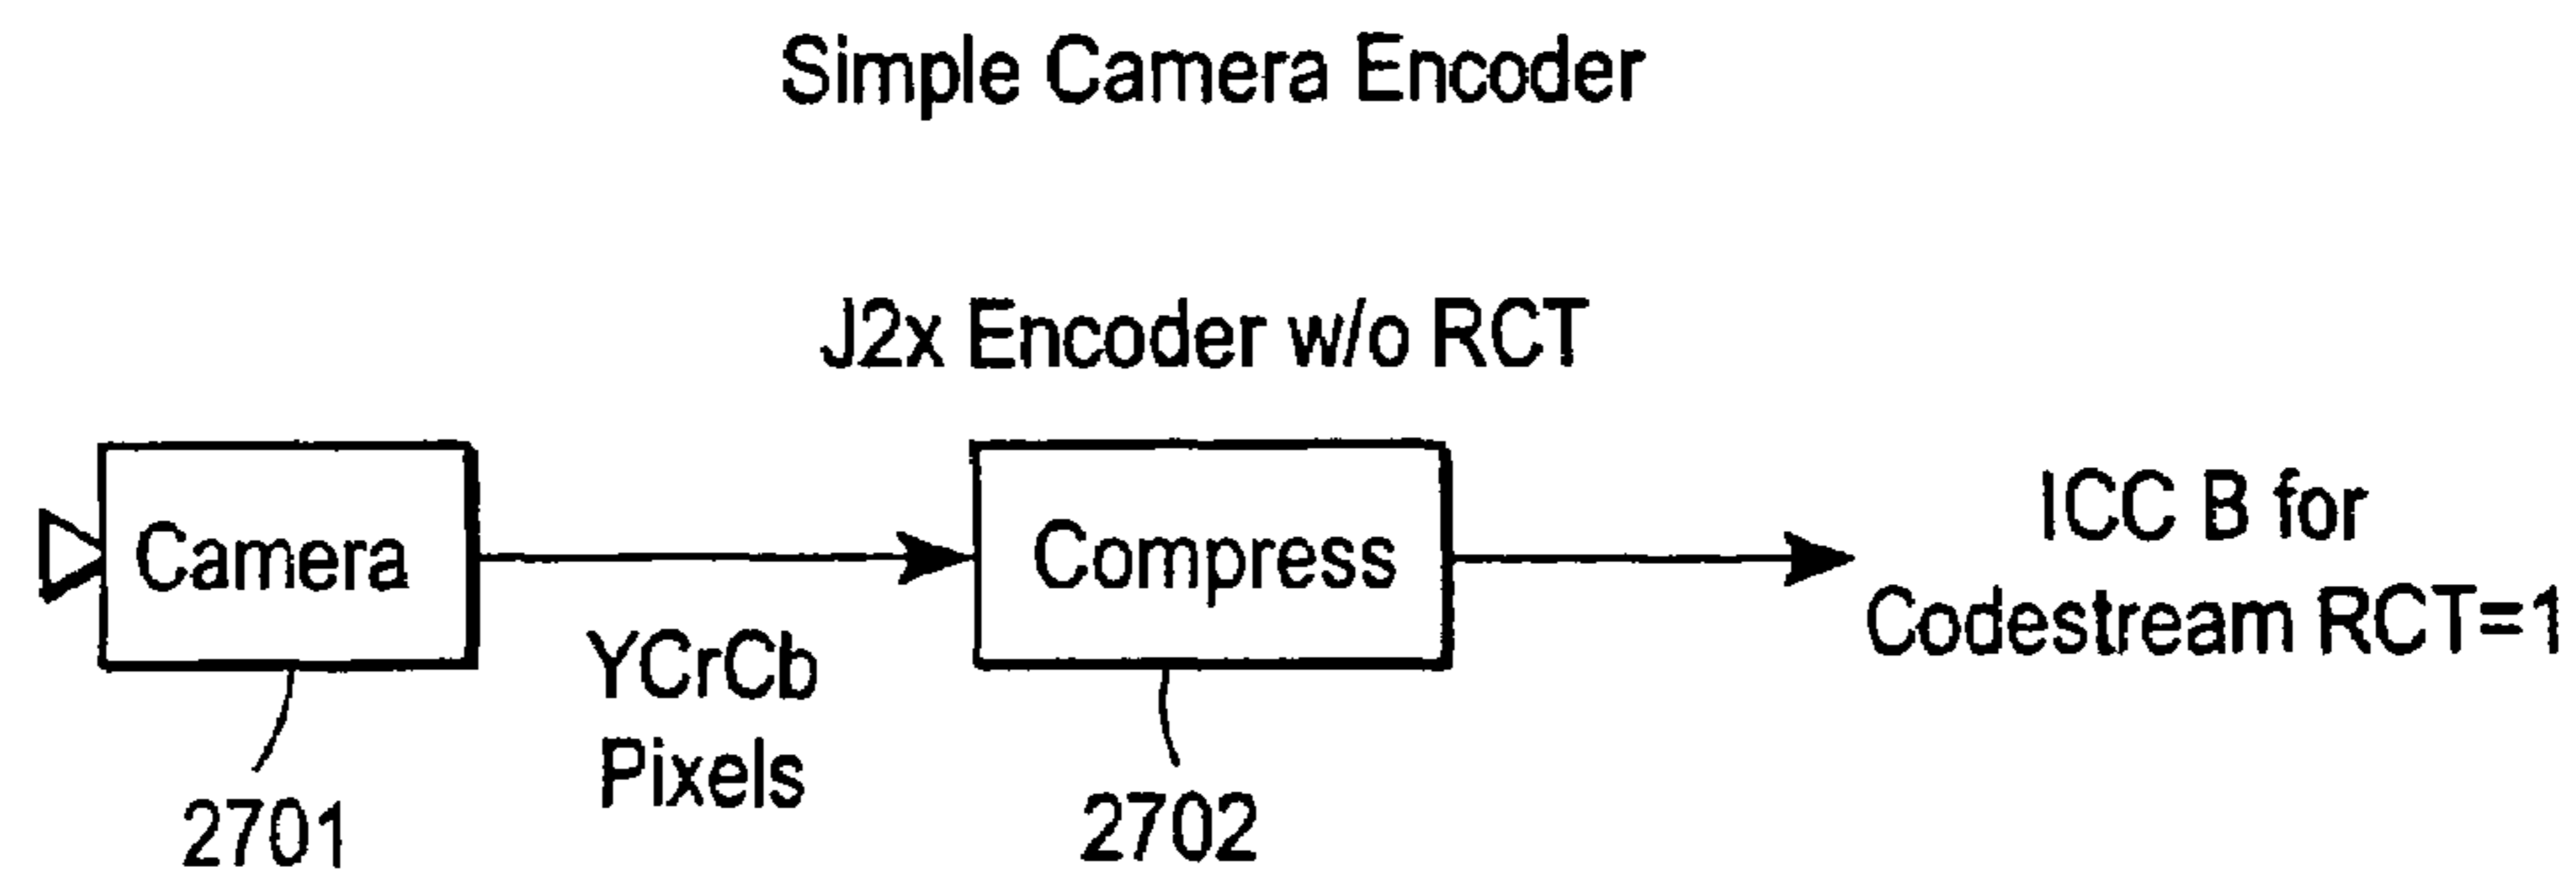 Simple Camera Encoder
J2x Encoder w/o RCT
Camera
YCrCb
Pixels
Compress
ICC B for
Codestream RCT=1
2701
2702